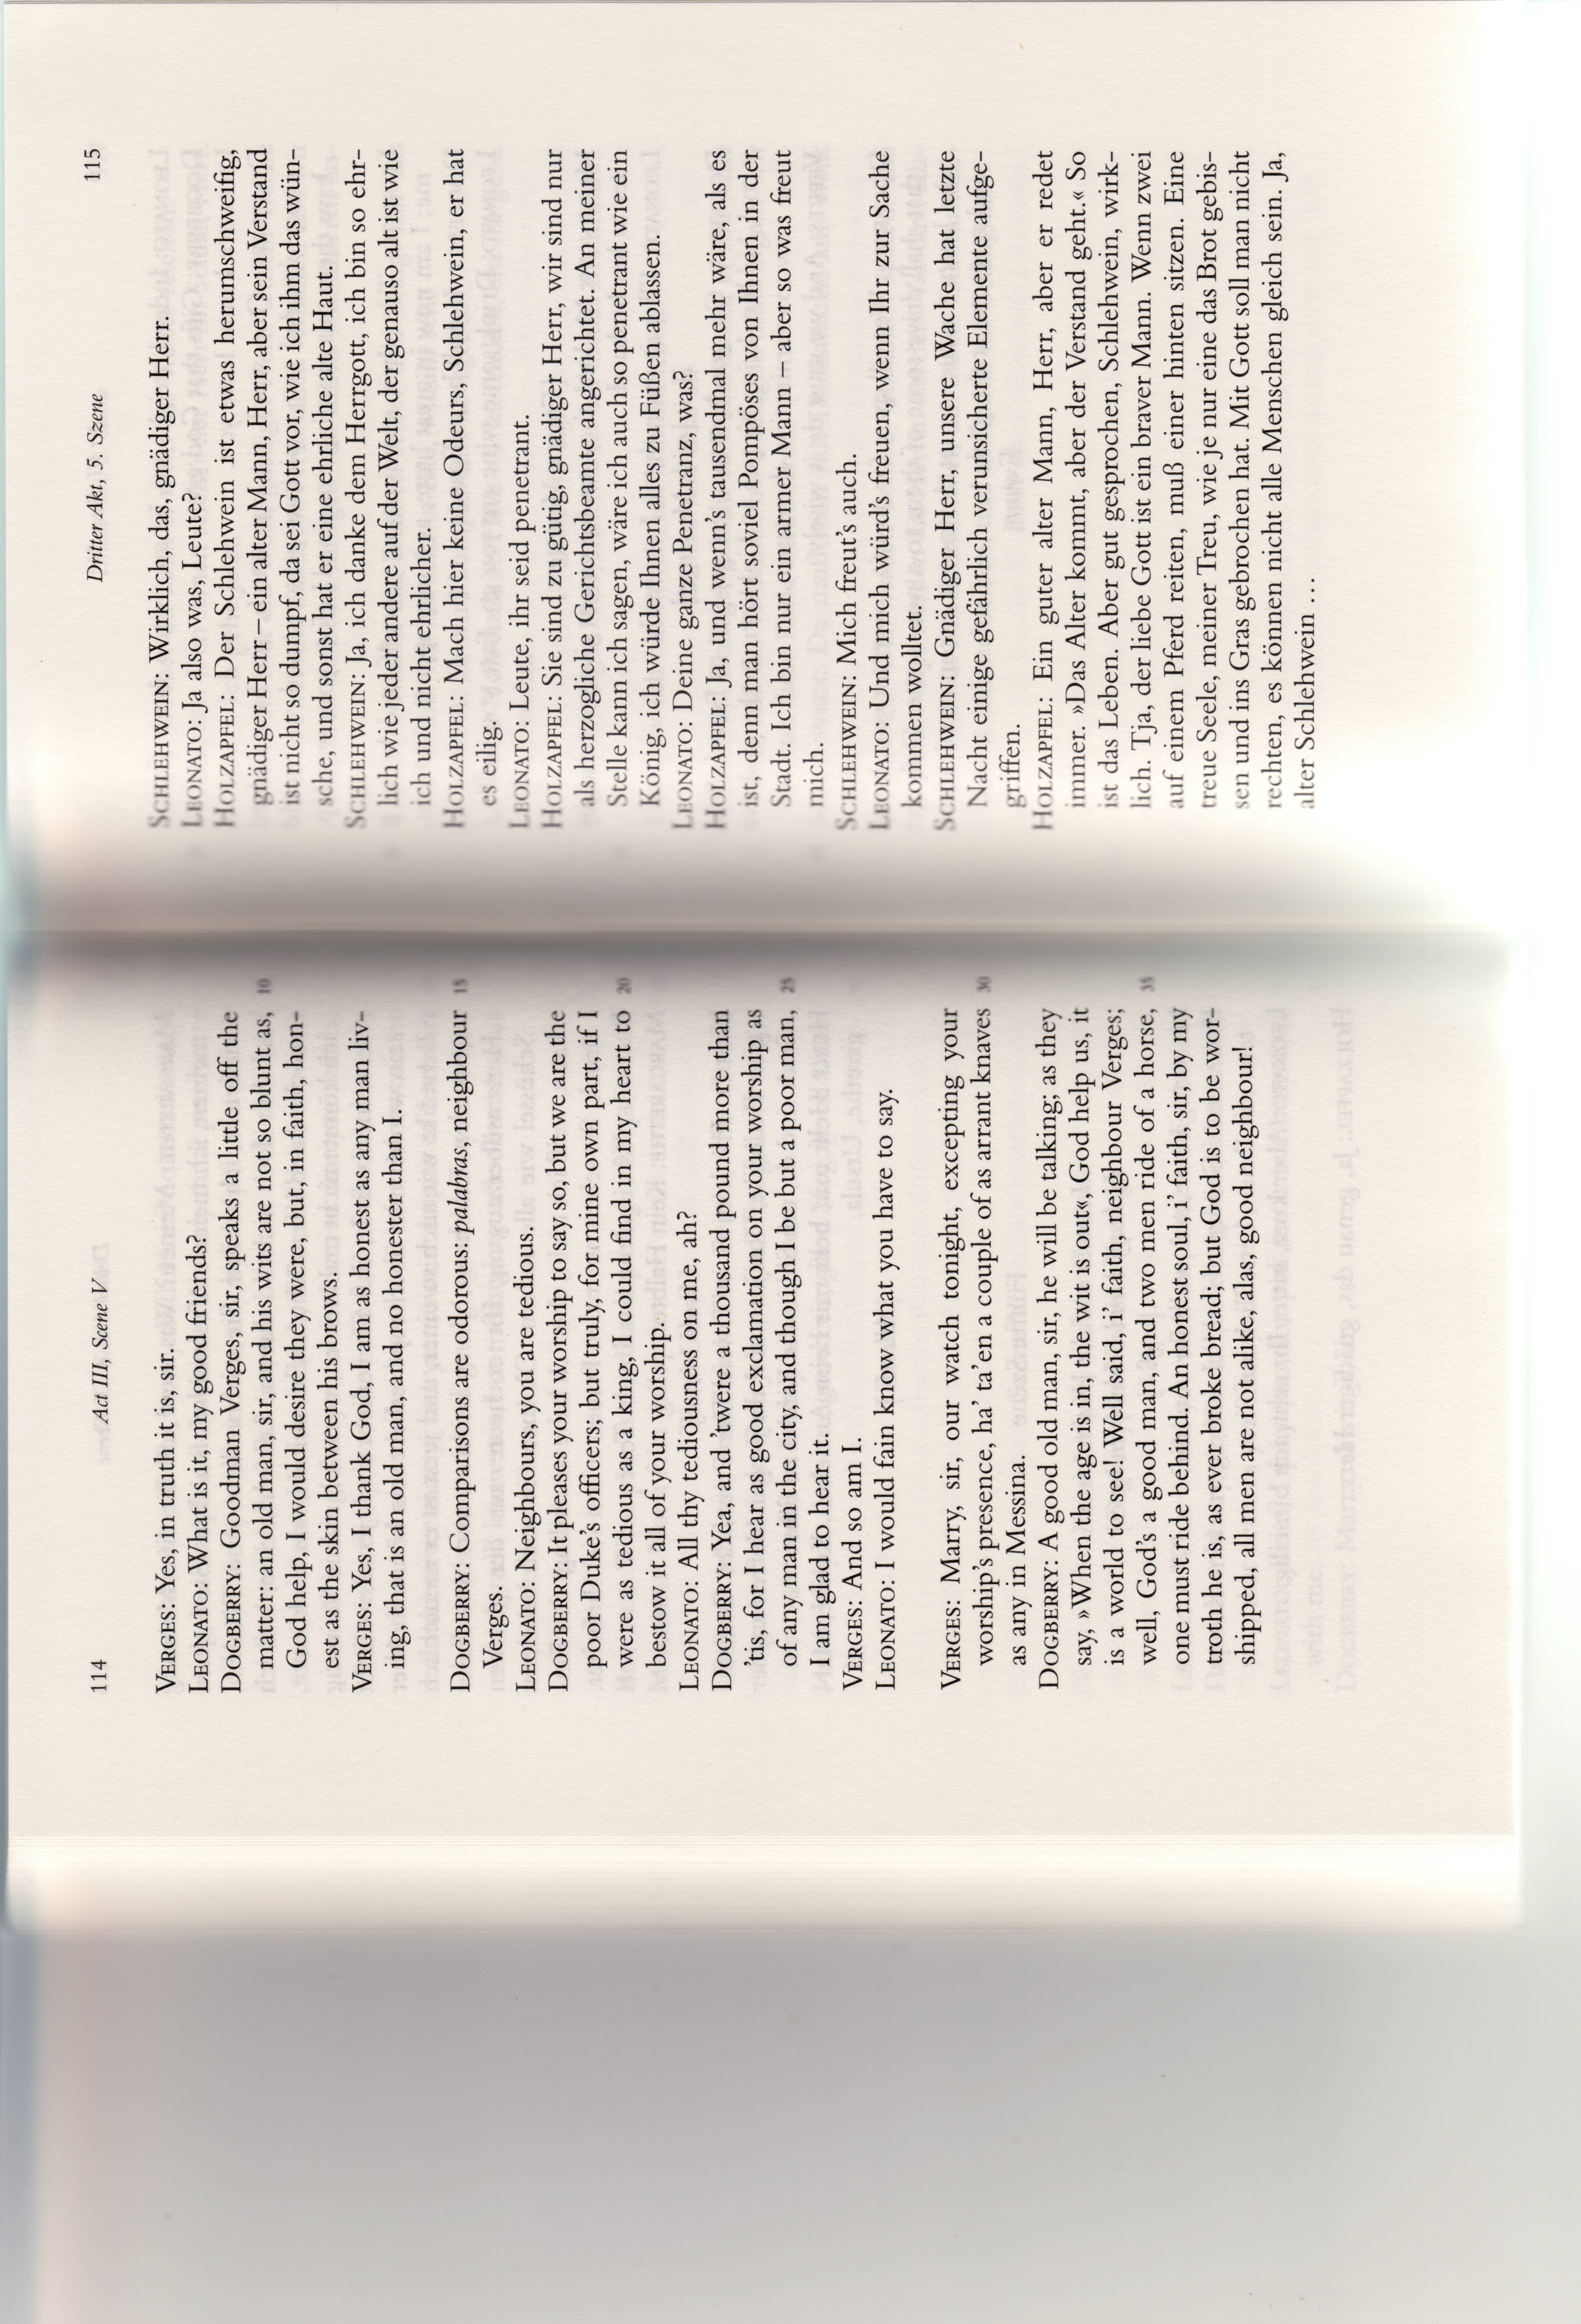 114
Act III, Scene V
VERGES: Yes, in truth it is, sir.
LEONATO: What is it, my good friends?
DOGBERRY: Goodman Verges, sir, speaks a little off the
matter: an old man, sir, and his wits are not so blunt as,
10
God help, I would desire they were, but, in faith, hon-
est as the skin between his brows.
VERGES: Yes, I thank God, I am as honest as any man liv-
ing, that is an old man, and no honester than I.
DOGBERRY: Comparisons are odorous: palabras, neighbour
15
Verges.
LEONATO: Neighbours, you are tedious.
DOGBERRY: It pleases your worship to say so, but we are the
poor Duke's officers; but truly, for mine own part, if I
were as tedious as a king, I could find in my heart to
20
bestow it all of your worship.
LEONATO: All thy tediousness on me, ah?
DOGBERRY: Yea, and 'twere a thousand pound more than
'tis, for I hear as good exclamation on your worship as
of any man in the city, and though I be but a poor man,
25
I am glad to hear it.
VERGES: And so am I.
LEONATO: I would fain know what you have to say.
VERGES: Marry, sir, our watch tonight, excepting your
worship's presence, ha' ta'en a couple of as arrant knaves
30
as any in Messina.
DOGBERRY: A good old man, sir, he will be talking; as they
say, »When the age is in, the wit is out«, God help us, it
is a world to see! Well said, i' faith, neighbour Verges;
well, God's a good man, and two men ride of a horse,
35
one must ride behind. An honest soul, i' faith, sir, by my
troth he is, as ever broke bread; but God is to be wor-
shipped, all men are not alike, alas, good neighbour!
Dritter Akt, 5. Szene
115
SCHLEHWEIN: Wirklich, das, gnädiger Herr.
LEONATO: Ja also was, Leute?
HOLZAPFEL: Der Schlehwein ist etwas herumschweifig,
gnädiger Herr – ein alter Mann, Herr, aber sein Verstand
ist nicht so dumpf, da sei Gott vor, wie ich ihm das wün-
sche, und sonst hat er eine ehrliche alte Haut.
SCHLEHWEIN: Ja, ich danke dem Herrgott, ich bin so ehr-
lich wie jeder andere auf der Welt, der genauso alt ist wie
ich und nicht ehrlicher.
HOLZAPFEL: Mach hier keine Odeurs, Schlehwein, er hat
es eilig.
LEONATO: Leute, ihr seid penetrant.
HOLZAPFEL: Sie sind zu gütig, gnädiger Herr, wir sind nur
als herzogliche Gerichtsbeamte angerichtet. An meiner
Stelle kann ich sagen, wäre ich auch so penetrant wie ein
König, ich würde Ihnen alles zu Füßen ablassen.
LEONATO: Deine ganze Penetranz, was?
HOLZAPFEL: Ja, und wenn's tausendmal mehr wäre, als es
ist, denn man hört soviel Pompöses von Ihnen in der
Stadt. Ich bin nur ein armer Mann – aber so was freut
mich.
SCHLEHWEIN: Mich freut's auch.
LEONATO: Und mich würd's freuen, wenn Ihr zur Sache
kommen wolltet.
SCHLEHWEIN: Gnädiger Herr, unsere Wache hat letzte
Nacht einige gefährlich verunsicherte Elemente aufge-
griffen.
HOLZAPFEL: Ein guter alter Mann, Herr, aber er redet
immer. »Das Alter kommt, aber der Verstand geht.« So
ist das Leben. Aber gut gesprochen, Schlehwein, wirk-
lich. Tja, der liebe Gott ist ein braver Mann. Wenn zwei
auf einem Pferd reiten, muß einer hinten sitzen. Eine
treue Seele, meiner Treu, wie je nur eine das Brot gebis-
sen und ins Gras gebrochen hat. Mit Gott soll man nicht
rechten, es können nicht alle Menschen gleich sein. Ja,
alter Schlehwein ...